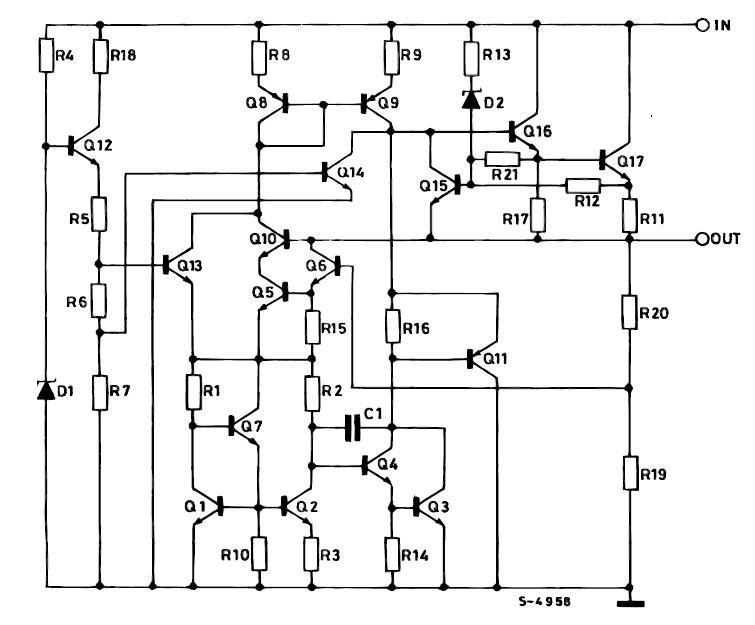 IN
R4 R18 R8 R9 R13
Q8 Q9 D2
Q12 Q16
Q14 Q15 R21 Q17
R5 R12 R17 R11
Q10 OUT
Q13 Q6
R6 Q5
R15 R16 R20
Q11
D1 R7 R1 R2
C1
Q7
Q4 R19
Q1 Q2 Q3
R10 R3 R14
S-4958